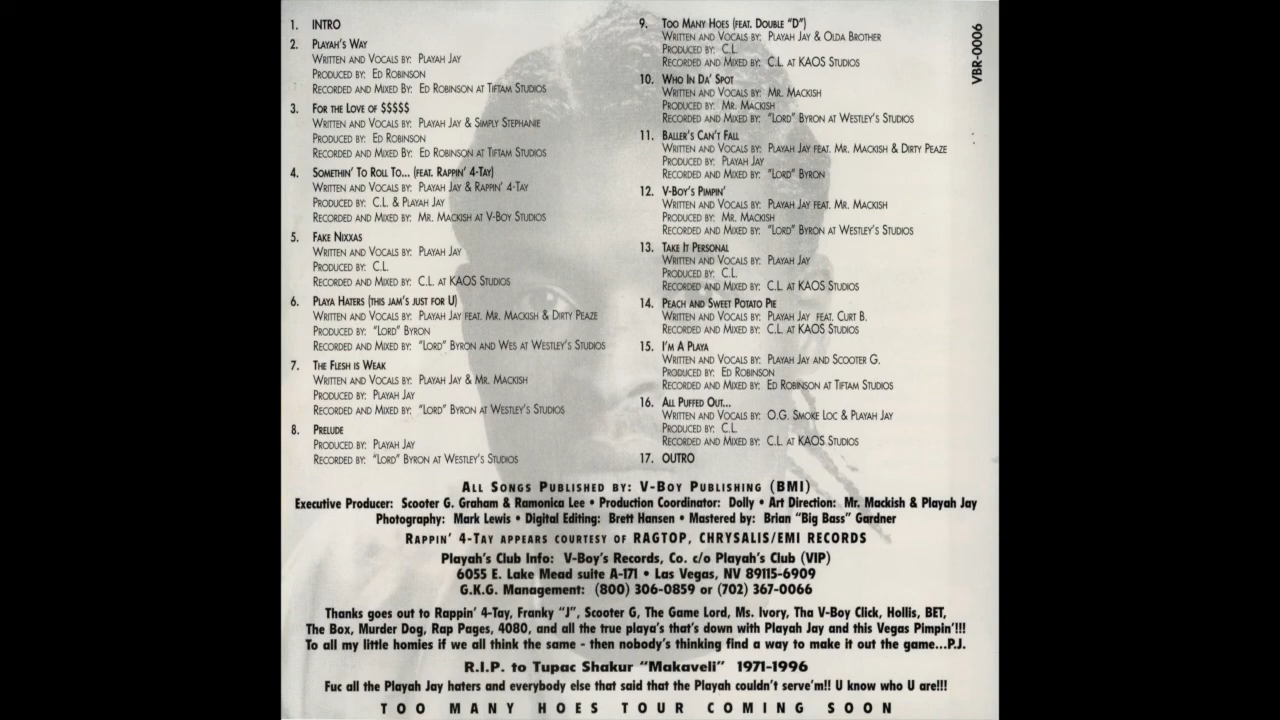 1. INTRO
2. PLAYAH'S WAY
WRITTEN AND VOCALS BY: PLAYAH JAY
PRODUCED BY: ED ROBINSON
RECORDED AND MIXED BY: ED ROBINSON AT TIFTAM STUDIOS
3. FOR THE LOVE OF $$$$$
WRITTEN AND VOCALS BY: PLAYAH JAY & SIMPLY STEPHANIE
PRODUCED BY: ED ROBINSON
RECORDED AND MIXED BY: ED ROBINSON AT TIFTAM STUDIOS
4. SOMETHIN' TO ROLL TO... (FEAT. RAPPIN' 4-TAY)
WRITTEN AND VOCALS BY: PLAYAH JAY & RAPPIN' 4-TAY
PRODUCED BY: C.L. & PLAYAH JAY
RECORDED AND MIXED BY: MR. MACKISH AT V-BOY STUDIOS
5. FAKE NIXXAS
WRITTEN AND VOCALS BY: PLAYAH JAY
PRODUCED BY: C.L.
RECORDED AND MIXED BY: C.L. AT KAOS STUDIOS
6. PLAYA HATERS (THIS JAM'S JUST FOR U)
WRITTEN AND VOCALS BY: PLAYAH JAY FEAT. MR. MACKISH & DIRTY PEAZE
PRODUCED BY: "LORD" BYRON
RECORDED AND MIXED BY: "LORD" BYRON AND WES AT WESTLEY'S STUDIOS
7. THE FLESH IS WEAK
WRITTEN AND VOCALS BY: PLAYAH JAY & MR. MACKISH
PRODUCED BY: PLAYAH JAY
RECORDED AND MIXED BY: "LORD" BYRON AT WESTLEY'S STUDIOS
8. PRELUDE
PRODUCED BY: PLAYAH JAY
RECORDED BY: "LORD" BYRON AT WESTLEY'S STUDIOS
9. TOO MANY HOES (FEAT. DOUBLE "D")
WRITTEN AND VOCALS BY: PLAYAH JAY & OLDA BROTHER
PRODUCED BY: C.L.
RECORDED AND MIXED BY: C.L. AT KAOS STUDIOS
10. WHO IN DA' SPOT
WRITTEN AND VOCALS BY: MR. MACKISH
PRODUCED BY: MR. MACKISH
RECORDED AND MIXED BY: "LORD" BYRON AT WESTLEY'S STUDIOS
11. BALLER'S CAN'T FALL
WRITTEN AND VOCALS BY: PLAYAH JAY FEAT. MR. MACKISH & DIRTY PEAZE
PRODUCED BY: PLAYAH JAY
RECORDED AND MIXED BY: "LORD" BYRON
12. V-BOY'S PIMPIN'
WRITTEN AND VOCALS BY: PLAYAH JAY FEAT. MR. MACKISH
PRODUCED BY: MR. MACKISH
RECORDED AND MIXED BY: "LORD" BYRON AT WESTLEY'S STUDIOS
13. TAKE IT PERSONAL
WRITTEN AND VOCALS BY: PLAYAH JAY
PRODUCED BY: C.L.
RECORDED AND MIXED BY: C.L. AT KAOS STUDIOS
14. PEACH AND SWEET POTATO PIE
WRITTEN AND VOCALS BY: PLAYAH JAY FEAT. CURT B.
RECORDED AND MIXED BY: C.L. AT KAOS STUDIOS
15. I'M A PLAYA
WRITTEN AND VOCALS BY: PLAYAH JAY AND SCOOTER G.
PRODUCED BY: ED ROBINSON
RECORDED AND MIXED BY: ED ROBINSON AT TIFTAM STUDIOS
16. ALL PUFFED OUT...
WRITTEN AND VOCALS BY: O.G. SMOKE LOC & PLAYAH JAY
PRODUCED BY: C.L
RECORDED AND MIXED BY: C.L. AT KAOS STUDIOS
17. OUTRO
VBR-0006
ALL SONGS PUBLISHED BY: V-BOY PUBLISHING (BMI)
Executive Producer: Scooter G. Graham & Ramonica Lee • Production Coordinator: Dolly • Art Direction: Mr. Mackish & Playah Jay
Photography: Mark Lewis • Digital Editing: Brett Hansen • Mastered by: Brian "Big Bass" Gardner
RAPPIN' 4-TAY APPEARS COURTESY OF RAGTOP, CHRYSALIS/EMI RECORDS
Playah's Club Info: V-Boy's Records, Co. c/o Playah's Club (VIP)
6055 E. Lake Mead suite A-171 • Las Vegas, NV 89115-6909
G.K.G. Management: (800) 306-0859 or (702) 367-0066
Thanks goes out to Rappin' 4-Tay, Franky "J", Scooter G, The Game Lord, Ms. Ivory, Tha V-Boy Click, Hollis, BET,
The Box, Murder Dog, Rap Pages, 4080, and all the true playa's that's down with Playah Jay and this Vegas Pimpin'!!!
To all my little homies if we all think the same - then nobody's thinking find a way to make it out the game...P.J.
R.I.P. to Tupac Shakur "Makaveli" 1971-1996
Fuc all the Playah Jay haters and everybody else that said that the Playah couldn't serve'm!! U know who U are!!!
TOO MANY HOES TOUR COMING SOON